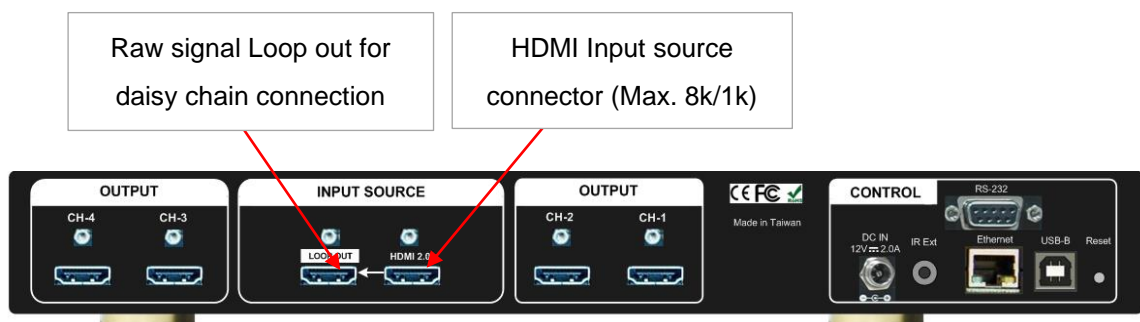 Raw signal Loop out for
daisy chain connection
HDMI Input source
connector (Max. 8k/1k)
OUTPUT
CH-4 CH-3
INPUT SOURCE
LOOP OUT HDMI 2.0
OUTPUT
CH-2 CH-1
CE FC
Made in Taiwan
CONTROL
RS-232
DC IN
12V 2.0A
IR Ext
Ethernet
USB-B
Reset